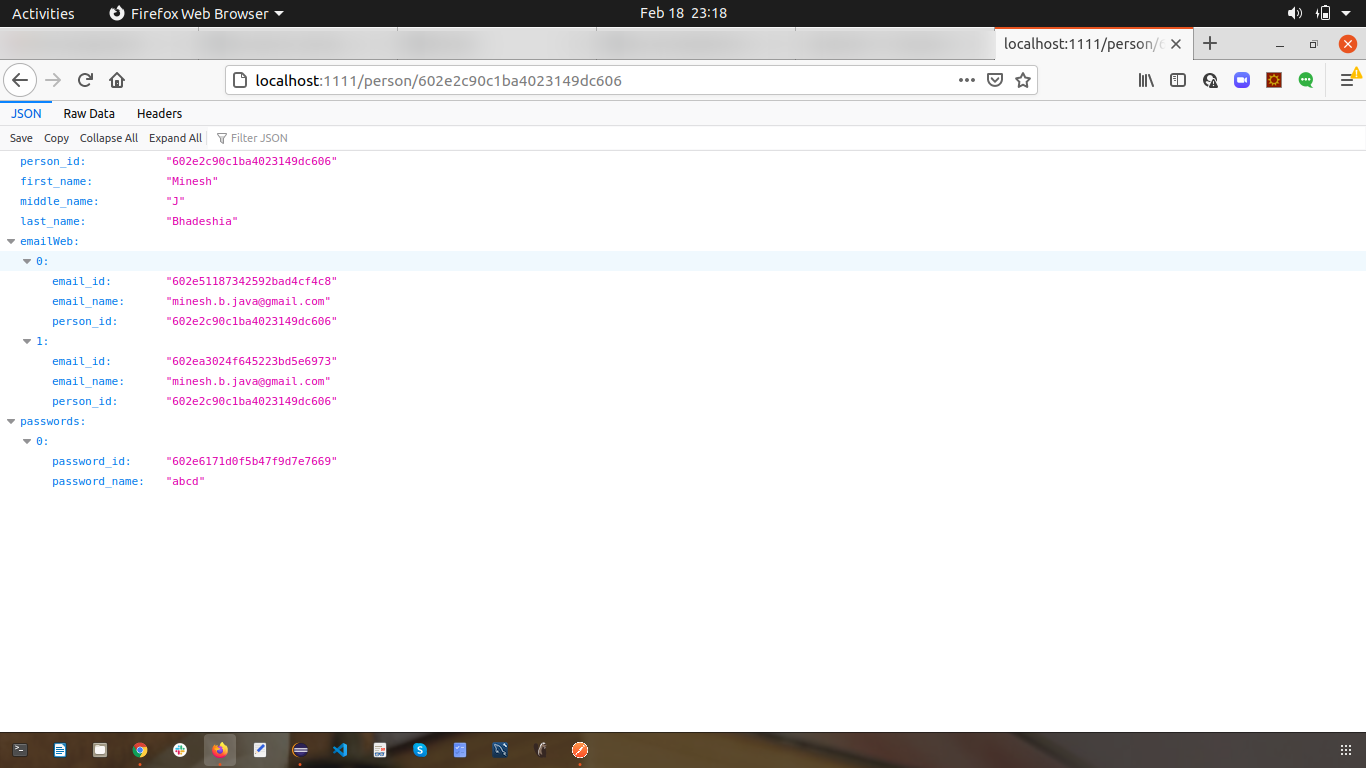 Activities Firefox Web Browser Feb 18 23:18
localhost:1111/person/6
localhost:1111/person/602e2c90c1ba4023149dc606
JSON Raw Data Headers
Save Copy Collapse All Expand All Filter JSON
person_id: "602e2c90c1ba4023149dc606"
first_name: "Minesh"
middle_name: "J"
last_name: "Bhadeshia"
emailWeb:
0:
email_id: "602e51187342592bad4cf4c8"
email_name: "minesh.b.java@gmail.com"
person_id: "602e2c90c1ba4023149dc606"
1:
email_id: "602ea3024f645223bd5e6973"
email_name: "minesh.b.java@gmail.com"
person_id: "602e2c90c1ba4023149dc606"
passwords:
0:
password_id: "602e6171d0f5b47f9d7e7669"
password_name: "abcd"